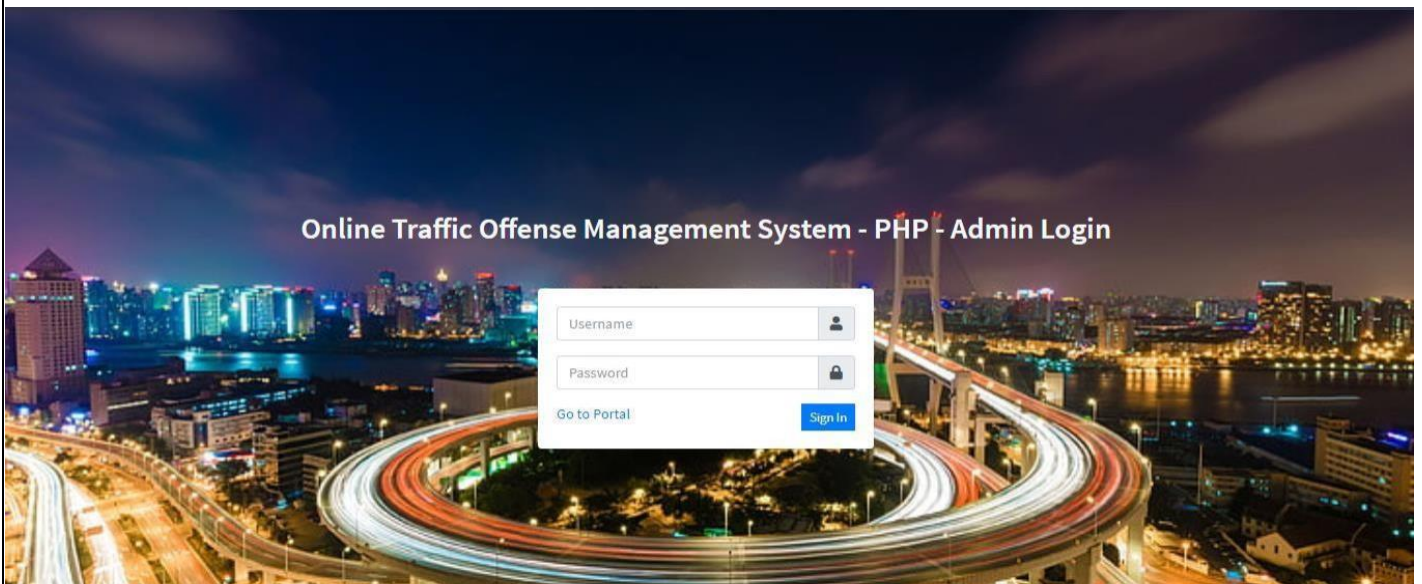 Online Traffic Offense Management System - PHP - Admin Login
Username
Password
Go to Portal
Sign In